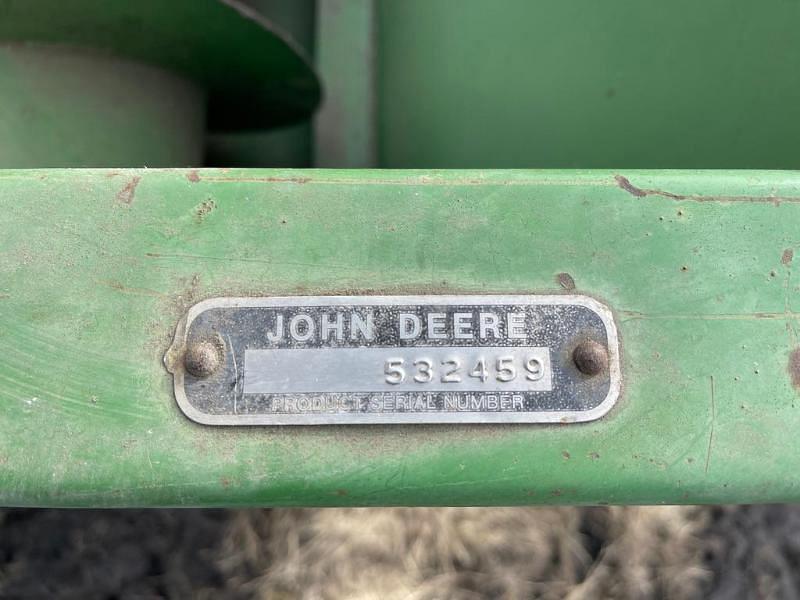 JOHN DEERE
532459
PRODUCT SERIAL NUMBER